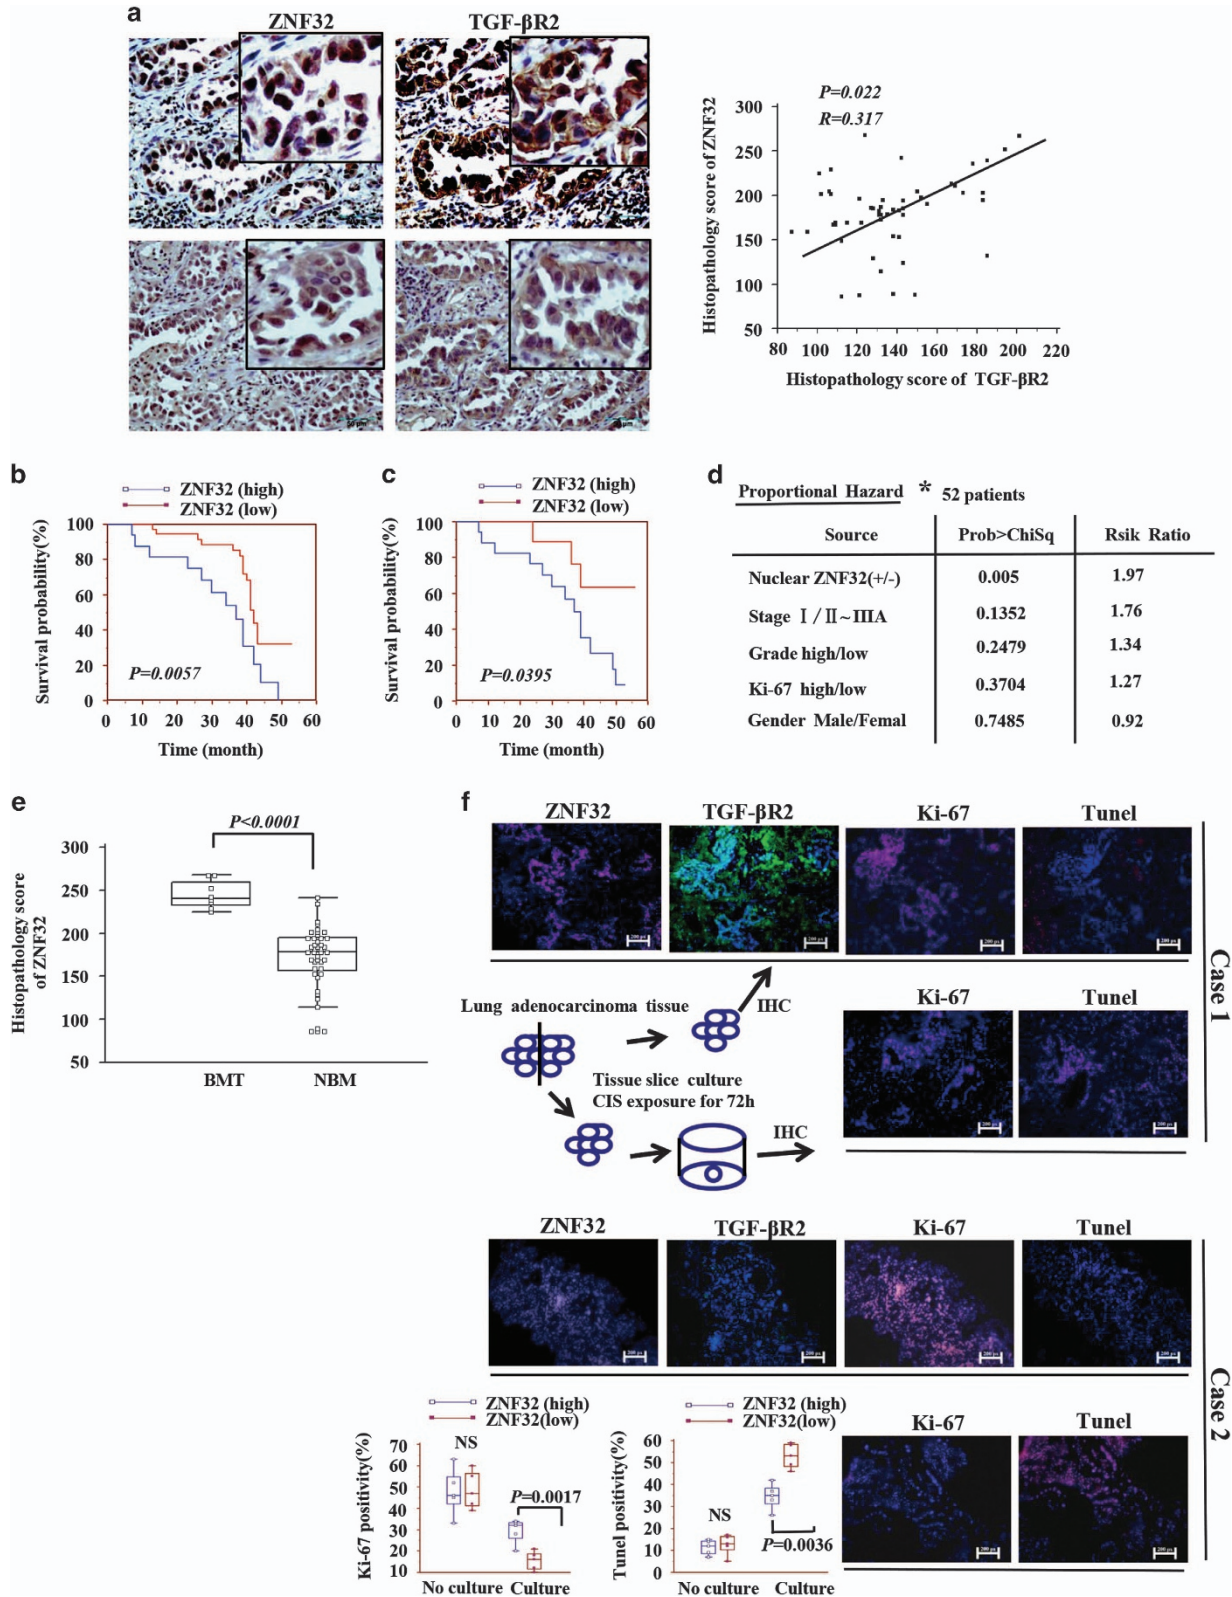 a
ZNF32
TGF-βR2
P=0.022
R=0.317
Histopathology score of ZNF32
300
250
200
150
100
50
80 100 120 140 160 180 200 220
Histopathology score of TGF-βR2
b
ZNF32 (high)
ZNF32 (low)
Survival probability(%)
100
80
60
40
20
0
P=0.0057
0 10 20 30 40 50 60
Time (month)
c
ZNF32 (high)
ZNF32 (low)
Survival probability(%)
100
80
60
40
20
0
P=0.0395
0 10 20 30 40 50 60
Time (month)
d
Proportional Hazard * 52 patients
Source Prob>ChiSq Rsik Ratio
Nuclear ZNF32(+/-) 0.005 1.97
Stage Ⅰ/Ⅱ~IIIA 0.1352 1.76
Grade high/low 0.2479 1.34
Ki-67 high/low 0.3704 1.27
Gender Male/Femal 0.7485 0.92
e
P<0.0001
Histopathology score
of ZNF32
300
250
200
150
100
50
BMT NBM
f
ZNF32 TGF-βR2 Ki-67 Tunel
Case 1
Lung adenocarcinoma tissue
IHC
Tissue slice culture
CIS exposure for 72h
IHC
Ki-67 Tunel
ZNF32 TGF-βR2 Ki-67 Tunel
Case 2
Ki-67 Tunel
ZNF32 (high)
ZNF32(low)
Ki-67 positivity(%)
70
60
50
40
30
20
10
NS
P=0.0017
No culture Culture
ZNF32 (high)
ZNF32(low)
Tunel positivity(%)
60
50
40
30
20
10
0
NS
P=0.0036
No culture Culture